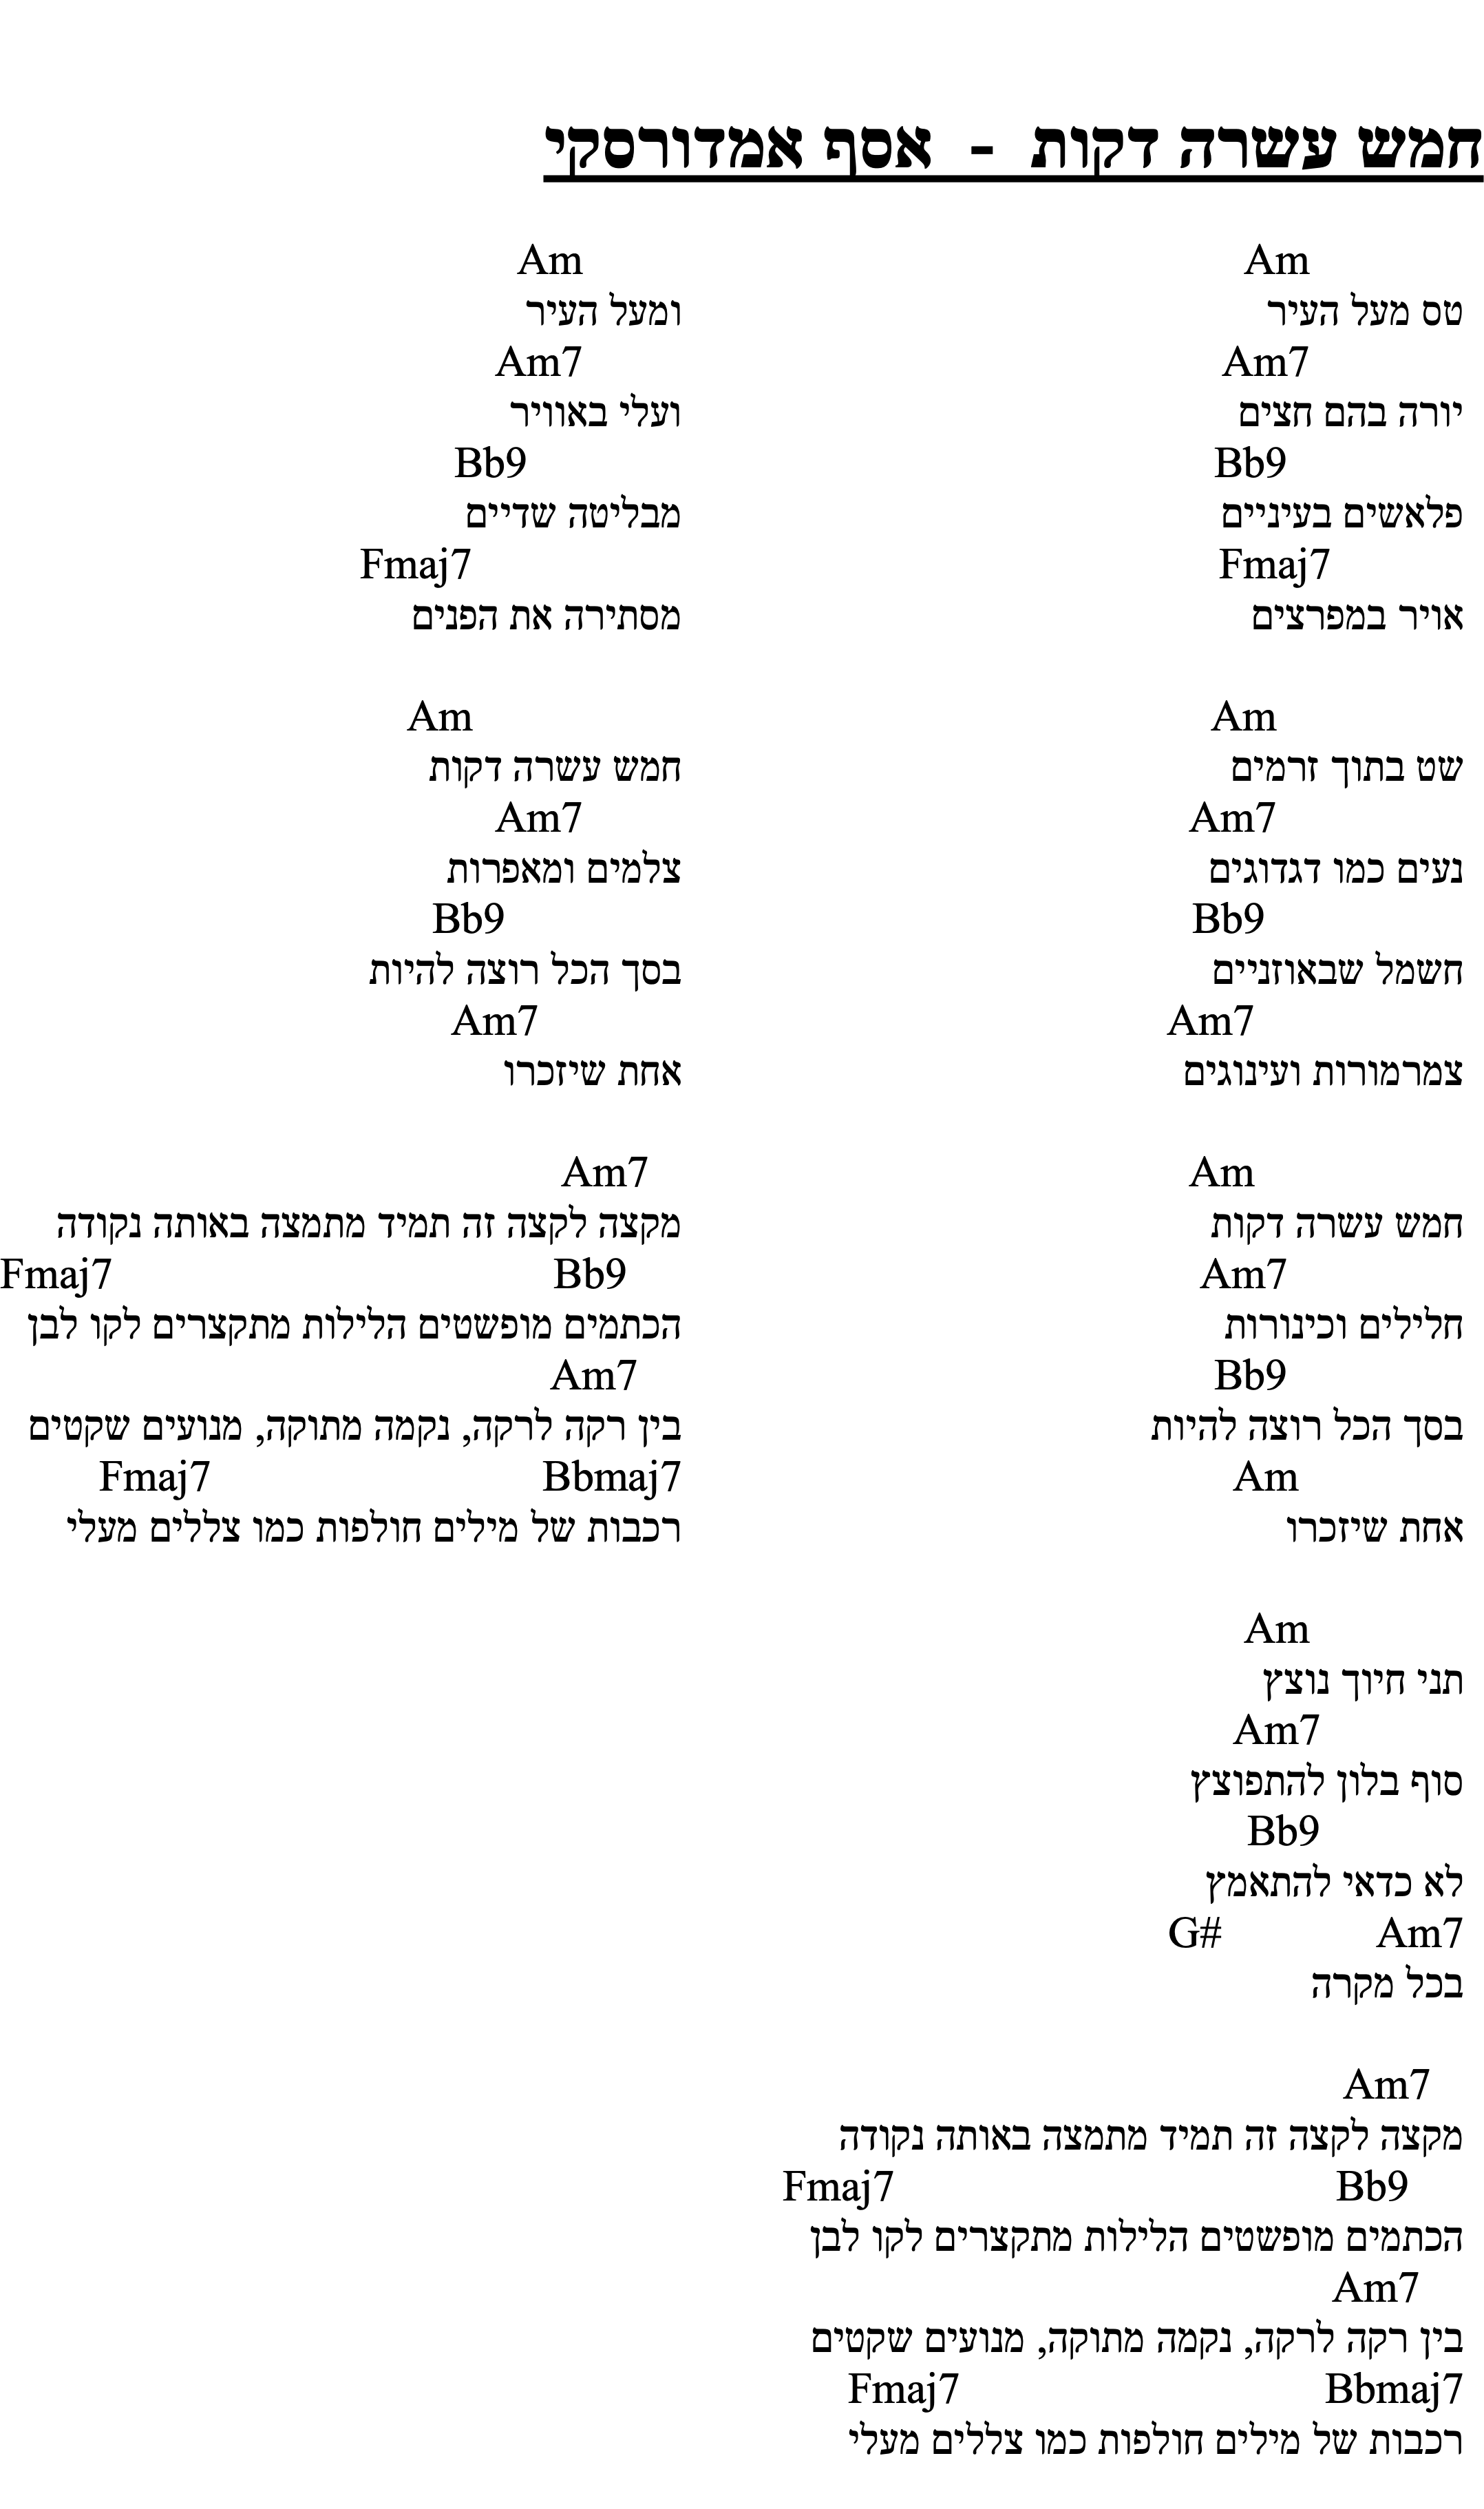 חמש עשרה דקות - אסף אמדורסקי
Am
טס מעל העיר
Am7
יורה בהם חצים
Bb9
פלאשים בעיניים
Fmaj7
אויר במפרצים
Am
שט בתוך זרמים
Am7
נעים כמו דגדוגים
Bb9
חשמל שבאוזניים
Am7
צמרמורות ועינוגים
Am
חמש עשרה דקות
Am7
חלילים וכינורות
Bb9
בסך הכל רוצה להיות
Am
אחת שיזכרו
Am
תני חיוך נוצץ
Am7
סוף בלון להתפוצץ
Bb9
לא כדאי להתאמץ
Am7 G#
בכל מקרה
Am7
מקצה לקצה זה תמיד מתמצה באותה נקודה
Bb9 Fmaj7
הכתמים מופשטים הלילות מתקצרים לקו לבן
Am7
בין רקה לרקה, נקמה מתוקה, מנועים שקטים
Bbmaj7 Fmaj7
רכבות של מילים חולפות כמו צללים מעלי
Am
ומעל העיר
Am7
ועלי באוויר
Bb9
מבליטה שדיים
Fmaj7
מסתירה את הפנים
Am
חמש עשרה דקות
Am7
צלמים ומאפרות
Bb9
בסך הכל רוצה להיות
Am7
אחת שיזכרו
Am7
מקצה לקצה זה תמיד מתמצה באותה נקודה
Bb9 Fmaj7
הכתמים מופשטים הלילות מתקצרים לקו לבן
Am7
בין רקה לרקה, נקמה מתוקה, מנועים שקטים
Bbmaj7 Fmaj7
רכבות של מילים חולפות כמו צללים מעלי